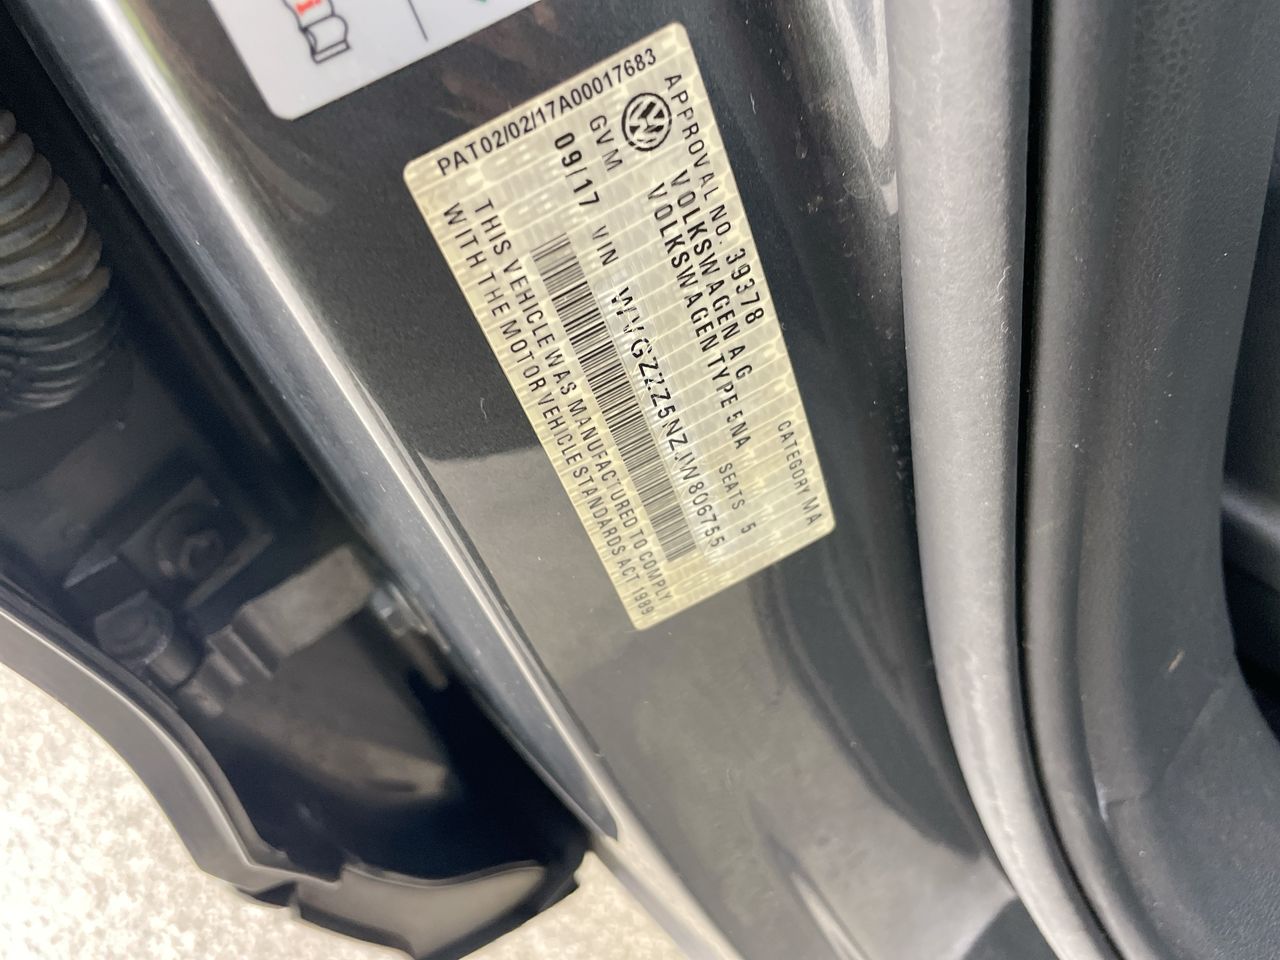 PAT02/02/17A00017683
APPROVAL NO. 39378
CATEGORY MA
VOLKSWAGEN AG
VOLKSWAGEN TYPE 5NA SEATS 5
GVM
09/17 VIN WVGZZZ5NZJW806755
THIS VEHICLE WAS MANUFACTURED TO COMPLY
WITH THE MOTOR VEHICLE STANDARDS ACT 1989